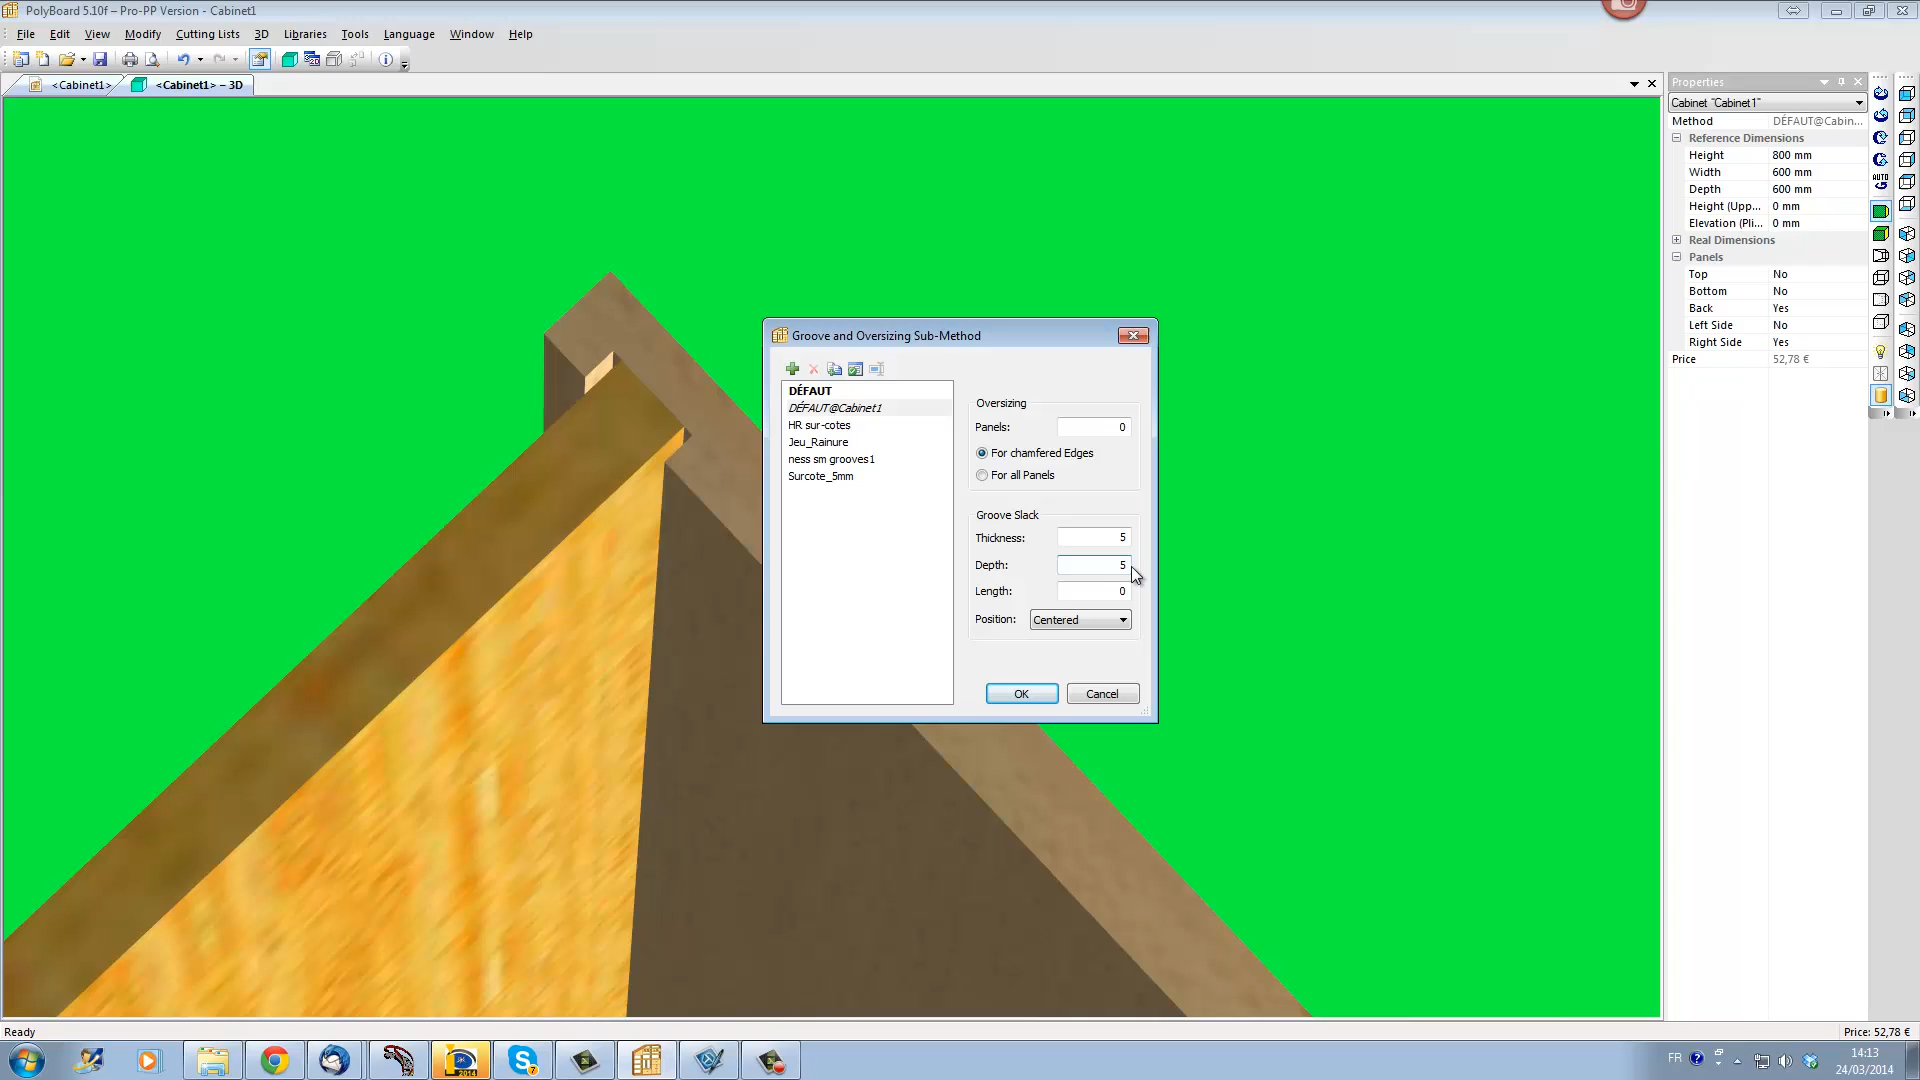 PolyBoard 5.10f – Pro-PP Version - Cabinet1
File Edit View Modify Cutting Lists 3D Libraries Tools Language Window Help
<Cabinet1> <Cabinet1> – 3D
Properties
Cabinet "Cabinet1"
Method DÉFAUT@Cabin...
Reference Dimensions
Height 800 mm
Width 600 mm
Depth 600 mm
Height (Upp... 0 mm
Elevation (Pli... 0 mm
Real Dimensions
Panels
Top No
Bottom No
Back Yes
Left Side No
Right Side Yes
Price 52,78 €
AUTO
Groove and Oversizing Sub-Method
DÉFAUT
DÉFAUT@Cabinet1
HR sur-cotes
Jeu_Rainure
ness sm grooves1
Surcote_5mm
Oversizing
Panels: 0
For chamfered Edges
For all Panels
Groove Slack
Thickness: 5
Depth: 5
Length: 0
Position: Centered
OK Cancel
Ready
Price: 52,78 €
2014
FR
14:13
24/03/2014